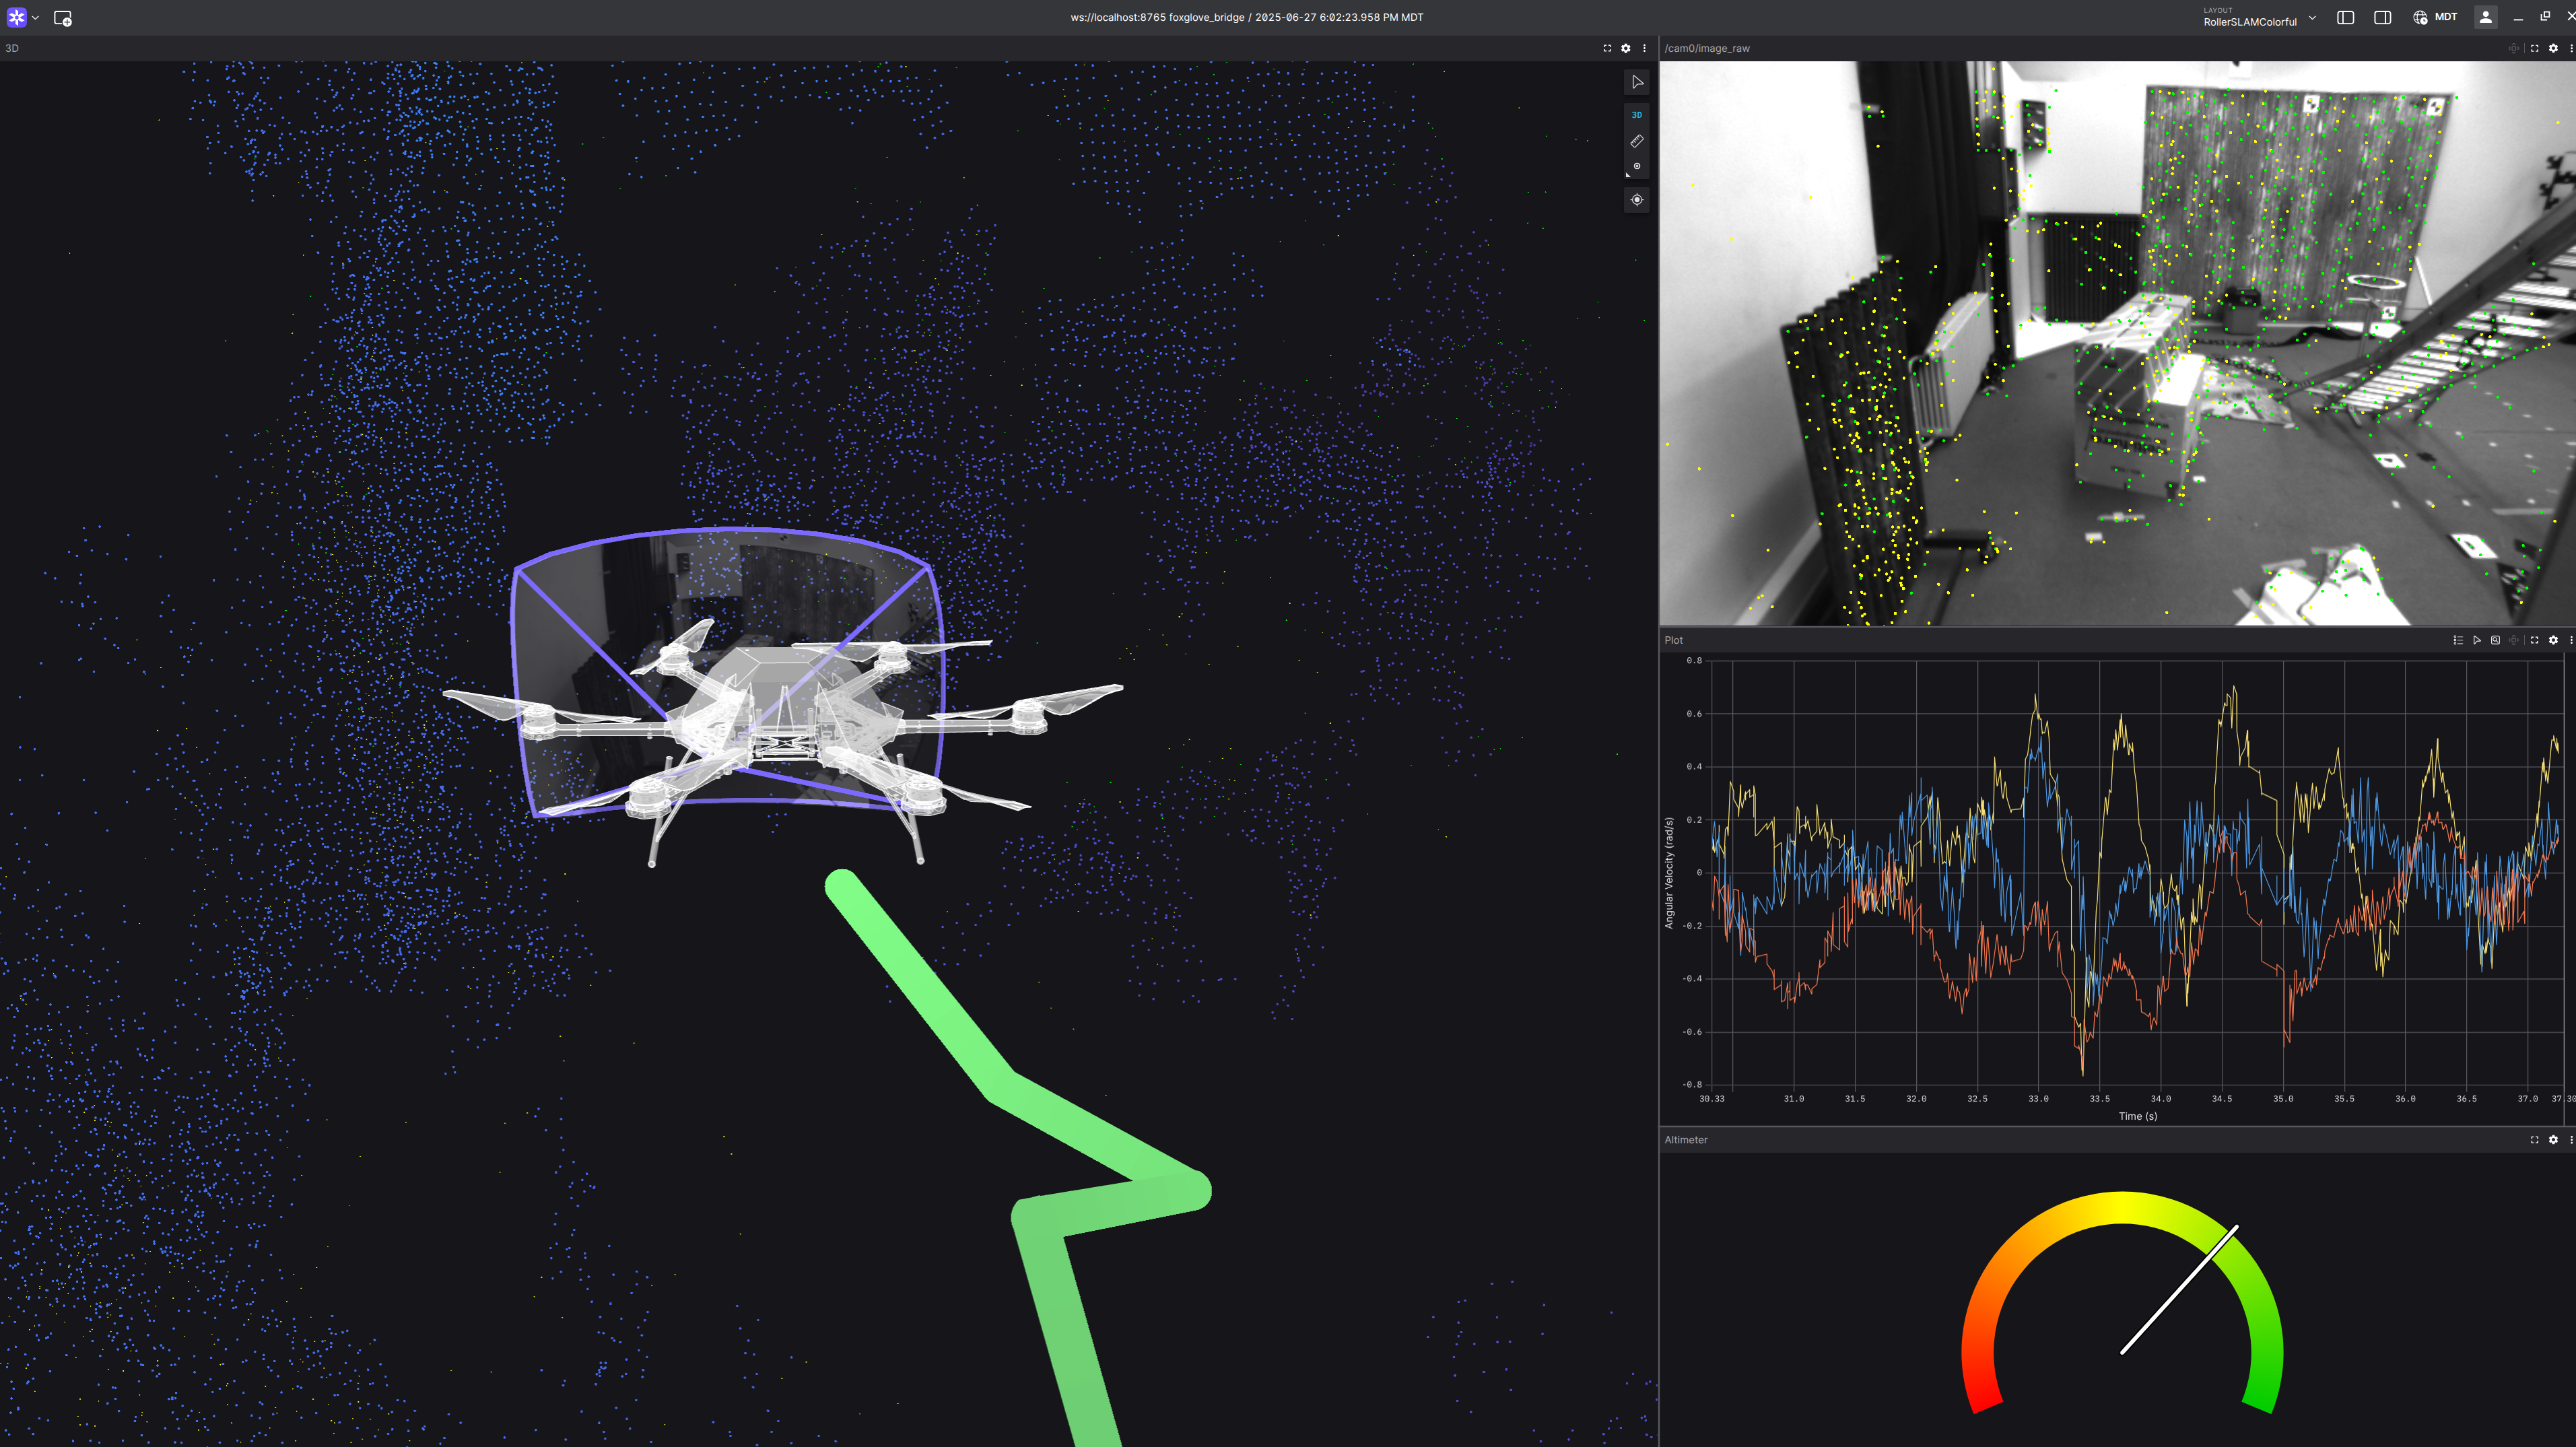 ws://localhost:8765 foxglove_bridge / 2025-06-27 6:02:23.958 PM MDT
LAYOUT
RollerSLAMColorful
MDT
3D
3D
/cam0/image_raw
Plot
0.8
0.6
0.4
0.2
0
-0.2
-0.4
-0.6
-0.8
Angular Velocity (rad/s)
30.33 31.0 31.5 32.0 32.5 33.0 33.5 34.0 34.5 35.0 35.5 36.0 36.5 37.0 37.30
Time (s)
Altimeter